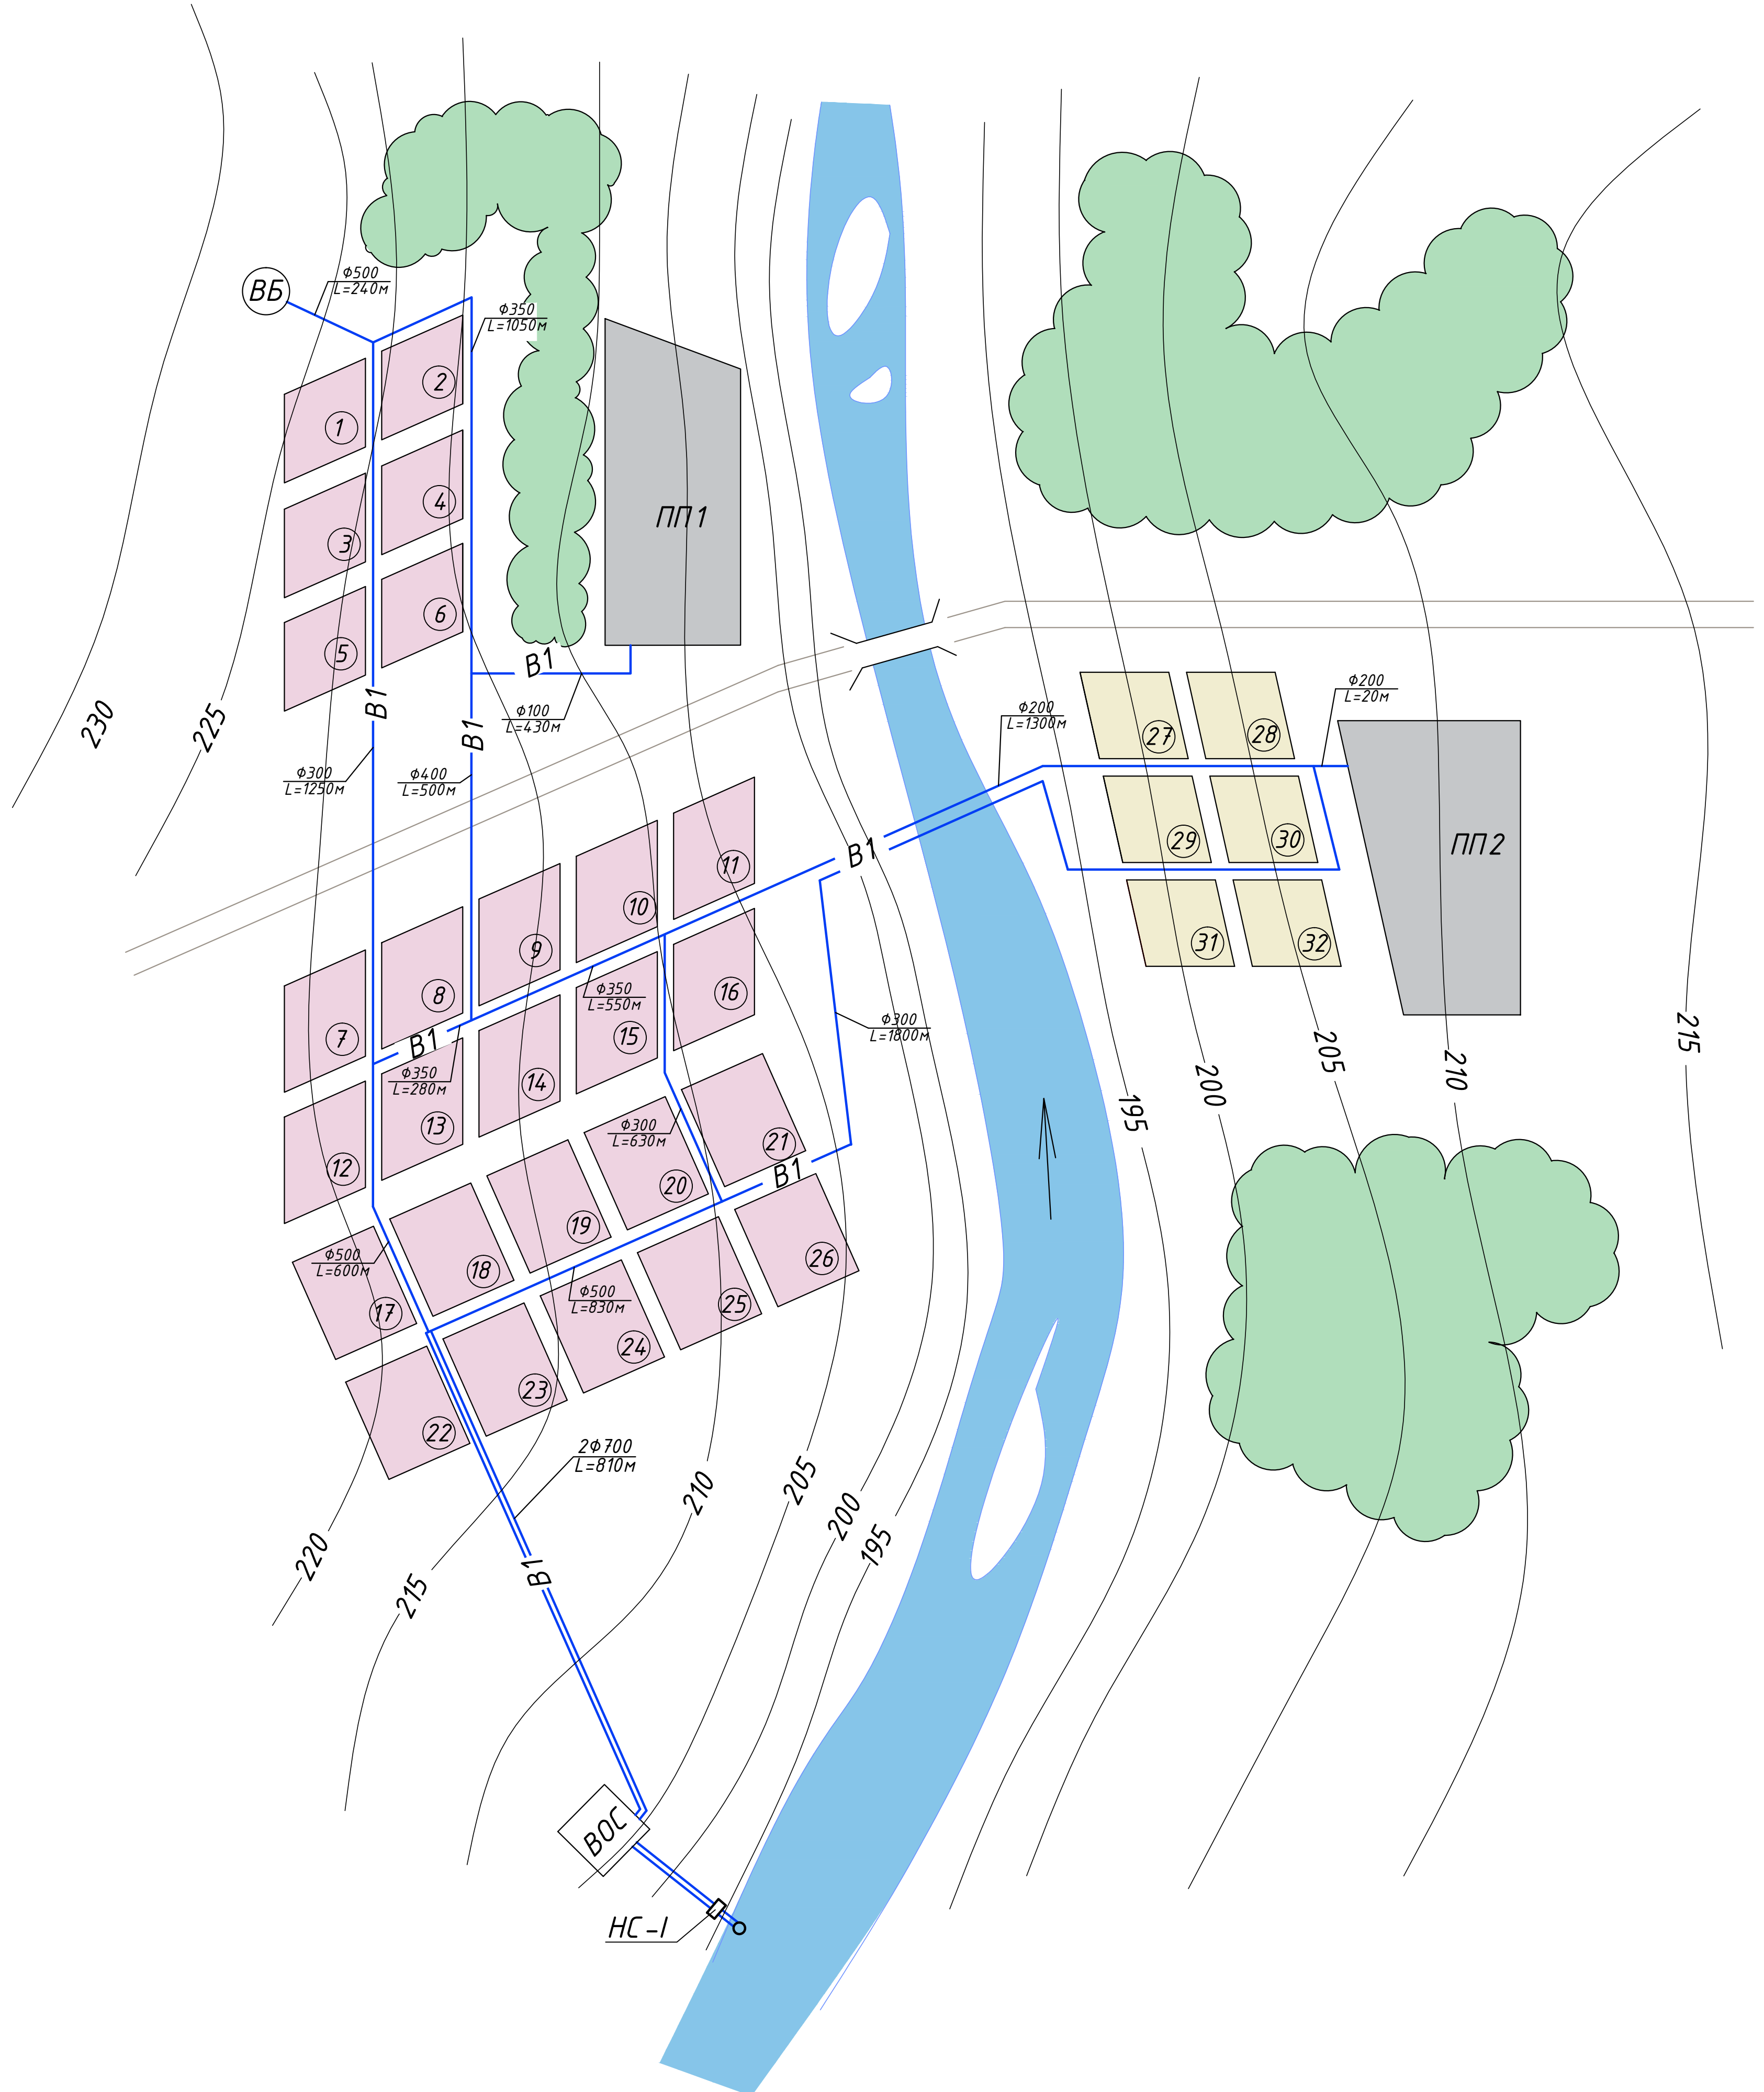 ВБ
Ф500
L=240м
Ф350
L=1050м
2
1
4
3
ПП1
6
5
В1
В1
В1
Ф100
L=430м
230
225
Ф300
L=1250м
Ф400
L=500м
Ф200
L=1300м
Ф200
L=20м
27
28
29
30
ПП2
31
32
В1
11
10
9
8
7
В1
Ф350
L=550м
16
15
14
13
12
Ф350
L=280м
Ф300
L=1800м
Ф300
L=630м
21
В1
20
19
18
17
Ф500
L=600м
Ф500
L=830м
26
25
24
23
22
195
200
205
210
215
2Ф700
L=810м
В1
220
215
210
205
200
195
ВОС
НС-I